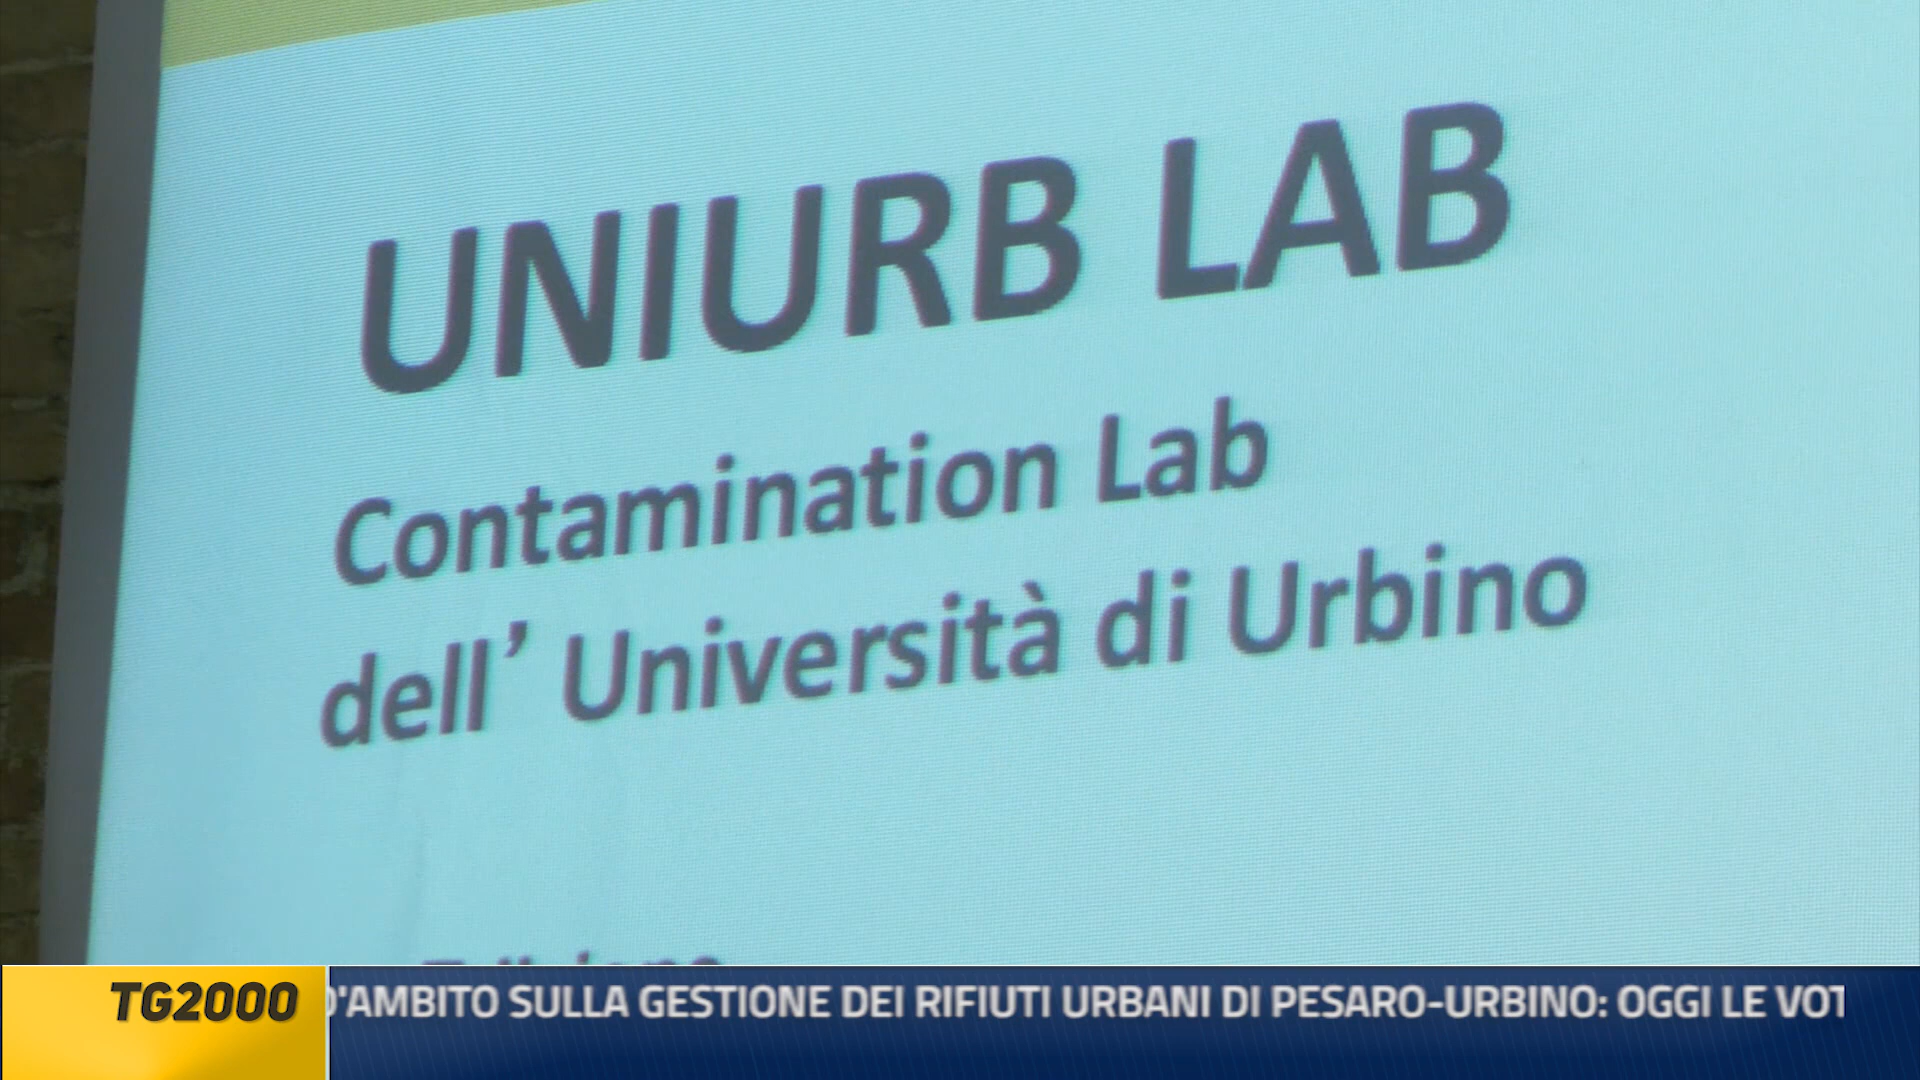 UNIURB LAB
Contamination Lab
dell’ Università di Urbino
TG2000
D'AMBITO SULLA GESTIONE DEI RIFIUTI URBANI DI PESARO-URBINO: OGGI LE VOT